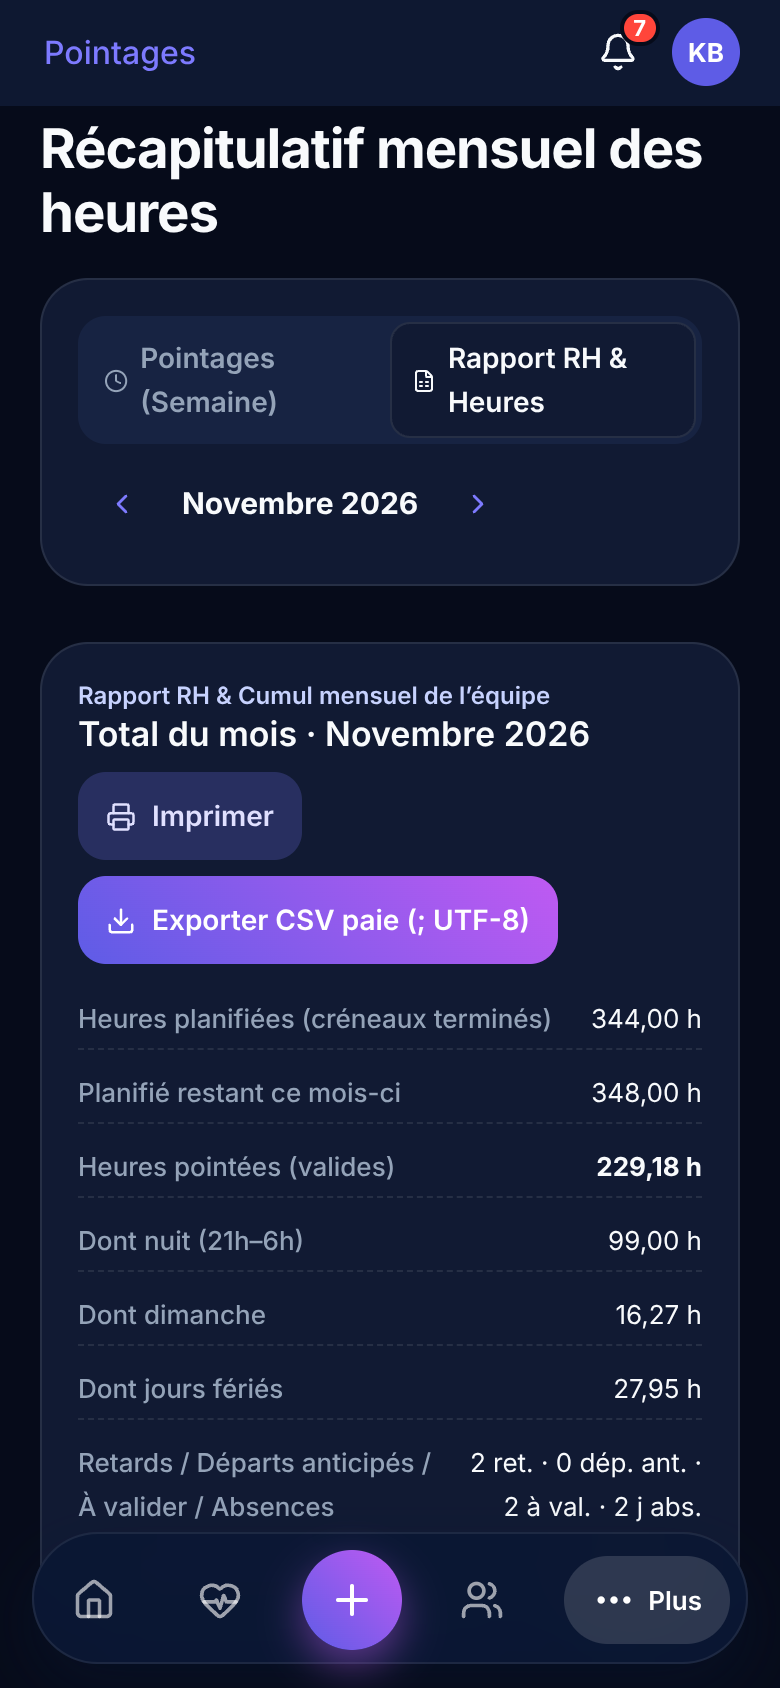 Pointages
7
KB
Récapitulatif mensuel des
heures
Pointages
(Semaine)
Rapport RH &
Heures
Novembre 2026
Rapport RH & Cumul mensuel de l’équipe
Total du mois · Novembre 2026
Imprimer
Exporter CSV paie (; UTF-8)
Heures planifiées (créneaux terminés) 344,00 h
Planifié restant ce mois-ci 348,00 h
Heures pointées (valides) 229,18 h
Dont nuit (21h–6h) 99,00 h
Dont dimanche 16,27 h
Dont jours fériés 27,95 h
Retards / Départs anticipés / 2 ret. · 0 dép. ant. ·
À valider / Absences 2 à val. · 2 j abs.
Plus